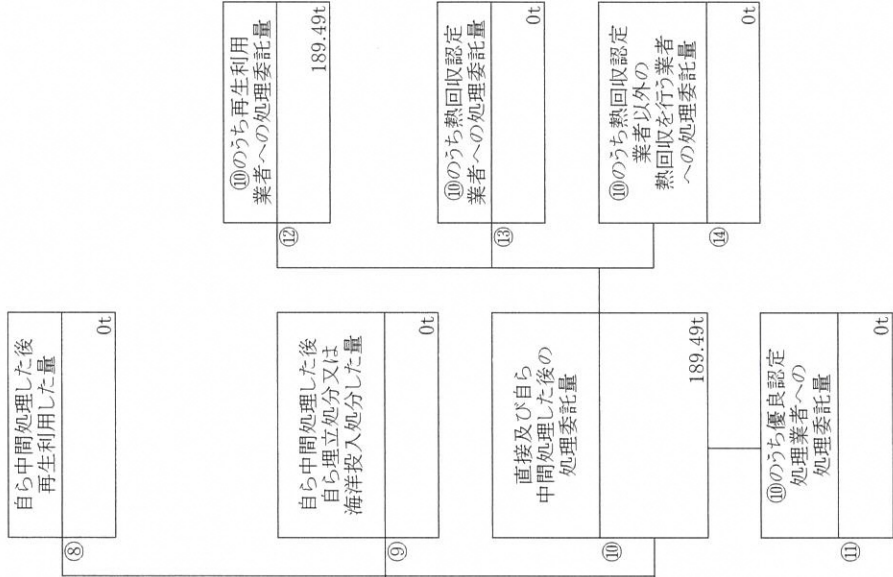 ⑧
自ら中間処理した後
再生利用した量
0t
⑨
自ら中間処理した後
自ら埋立処分又は
海洋投入処分した量
0t
⑩
直接及び自ら
中間処理した後の
処理委託量
189.49t
⑪
⑩のうち優良認定
処理業者への
処理委託量
0t
⑫
⑩のうち再生利用
業者への処理委託量
189.49t
⑬
⑩のうち熱回収認定
業者への処理委託量
0t
⑭
⑩のうち熱回収認定
業者以外の
熱回収を行う業者
への処理委託量
0t